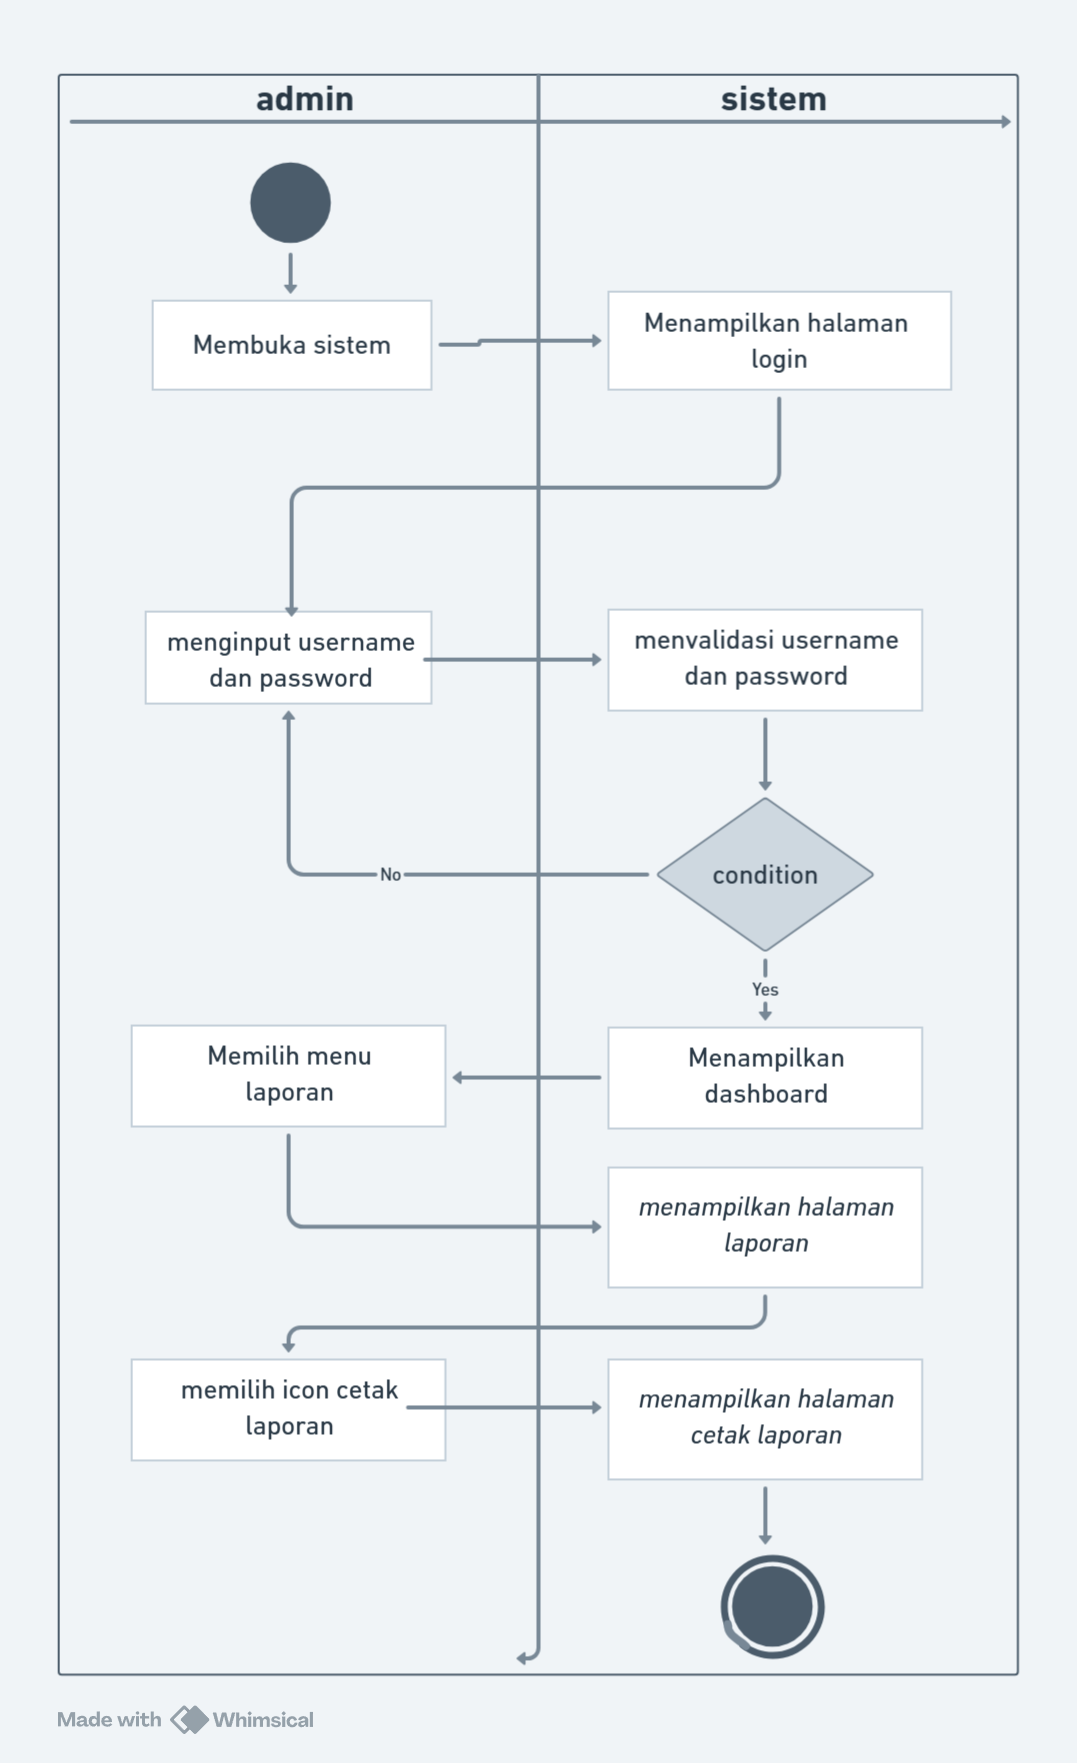 admin
sistem
Membuka sistem
Menampilkan halaman
login
menginput username
dan password
menvalidasi username
dan password
condition
No
Yes
Memilih menu
laporan
Menampilkan
dashboard
menampilkan halaman
laporan
memilih icon cetak
laporan
menampilkan halaman
cetak laporan
Made with Whimsical